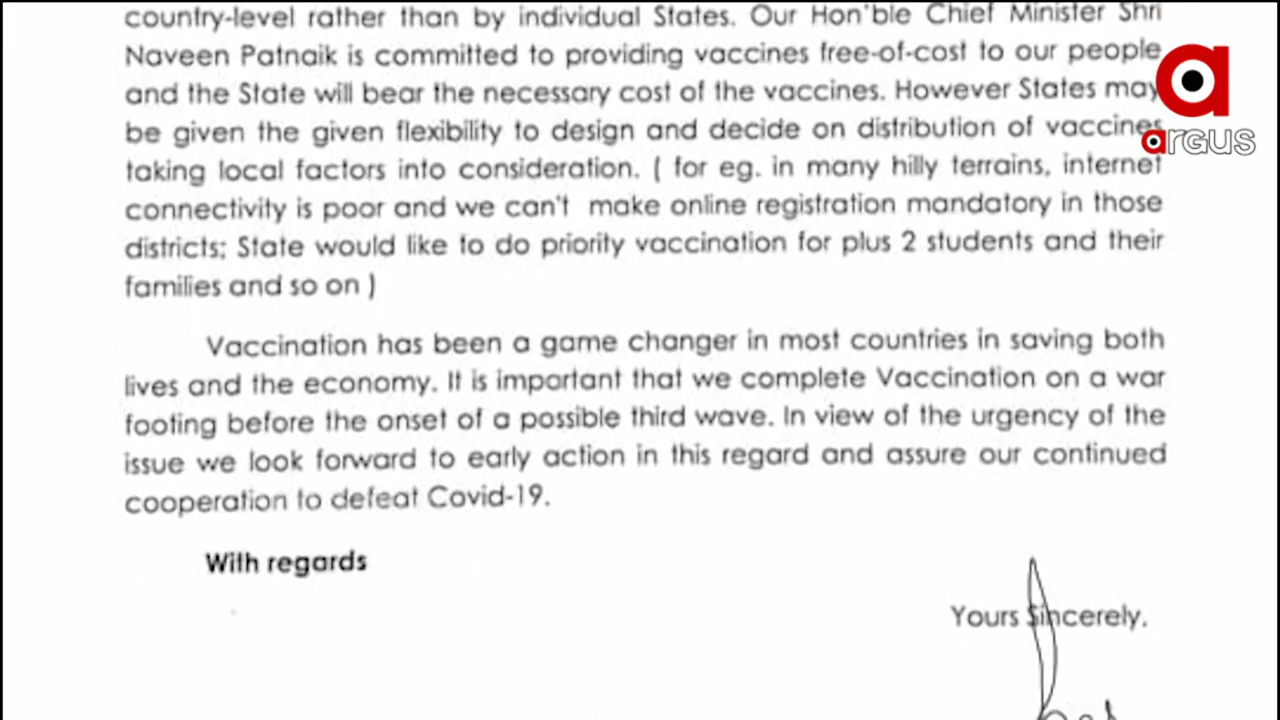 country-level rather than by individual States. Our Hon'ble Chief Minister Shri
Naveen Patnaik is committed to providing vaccines free-of-cost to our people
and the State will bear the necessary cost of the vaccines. However States may
be given the given flexibility to design and decide on distribution of vaccines
taking local factors into consideration. ( for eg. in many hilly terrains, internet
connectivity is poor and we can't make online registration mandatory in those
districts; State would like to do priority vaccination for plus 2 students and their
families and so on )
Vaccination has been a game changer in most countries in saving both
lives and the economy. It is important that we complete Vaccination on a war
footing before the onset of a possible third wave. In view of the urgency of the
issue we look forward to early action in this regard and assure our continued
cooperation to defeat Covid-19.
With regards
Yours Sincerely.
a
argus